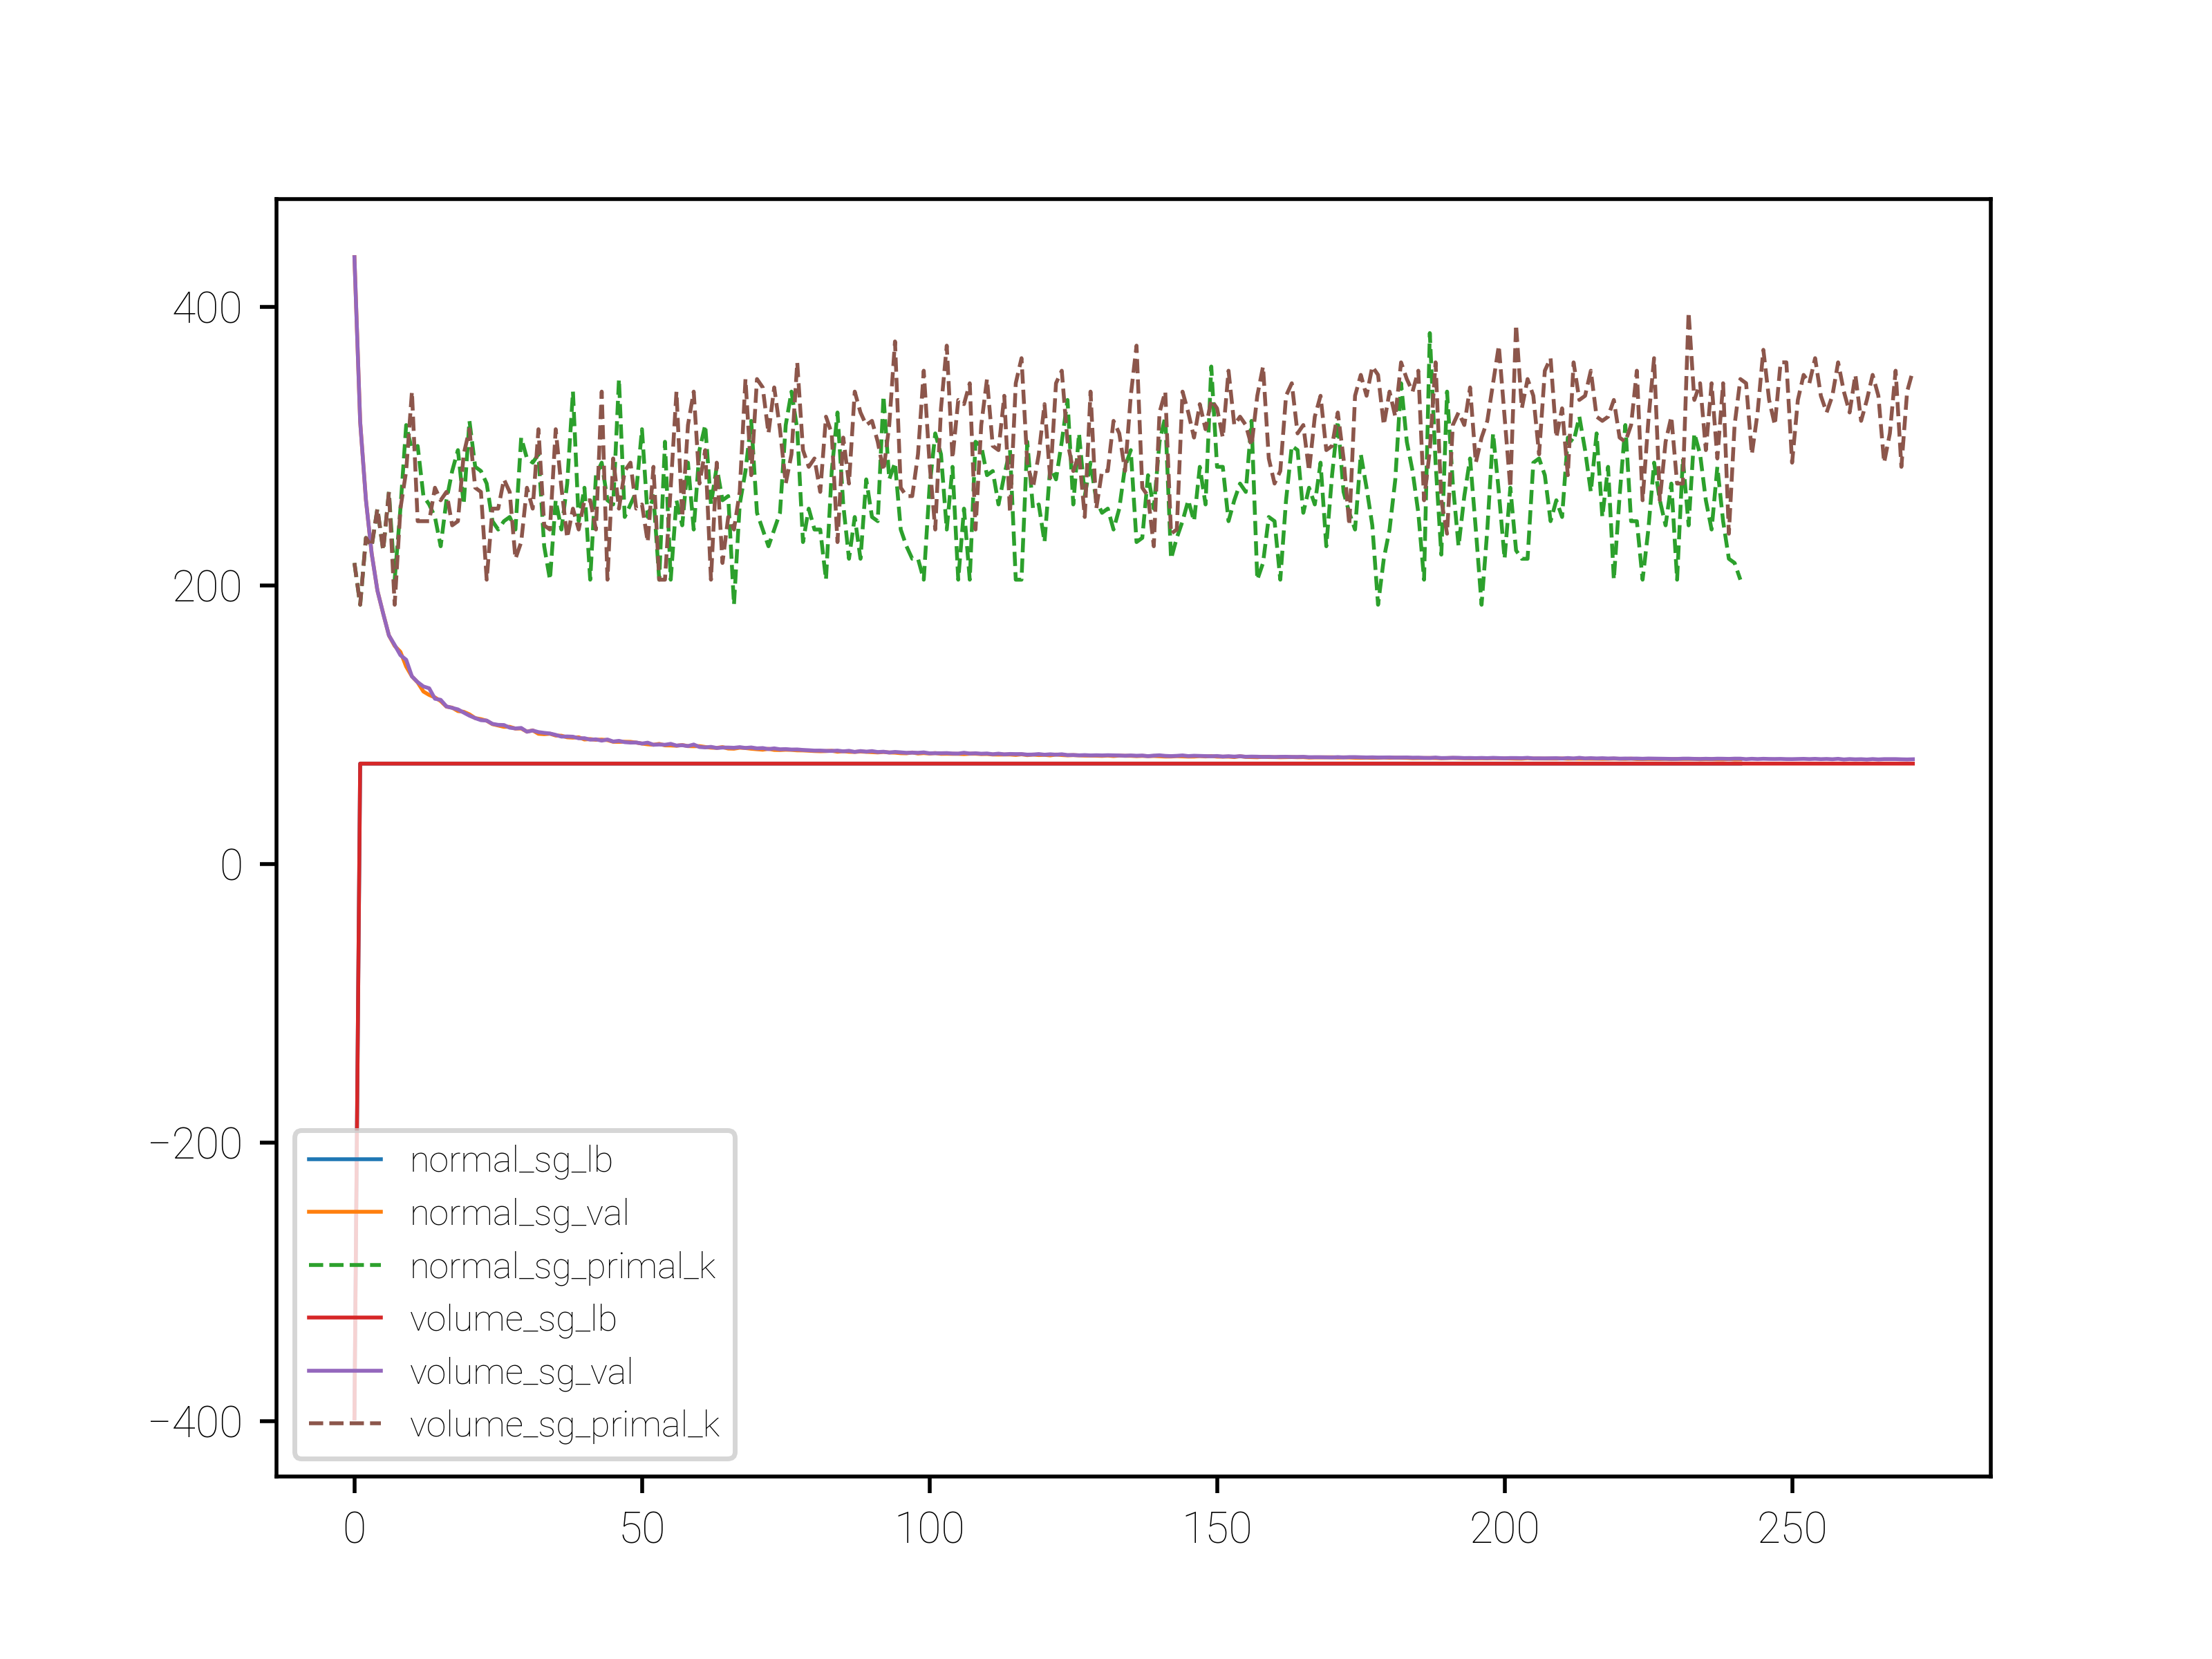 400
200
0
−200
−400
normal_sg_lb
normal_sg_val
normal_sg_primal_k
volume_sg_lb
volume_sg_val
volume_sg_primal_k
0 50 100 150 200 250